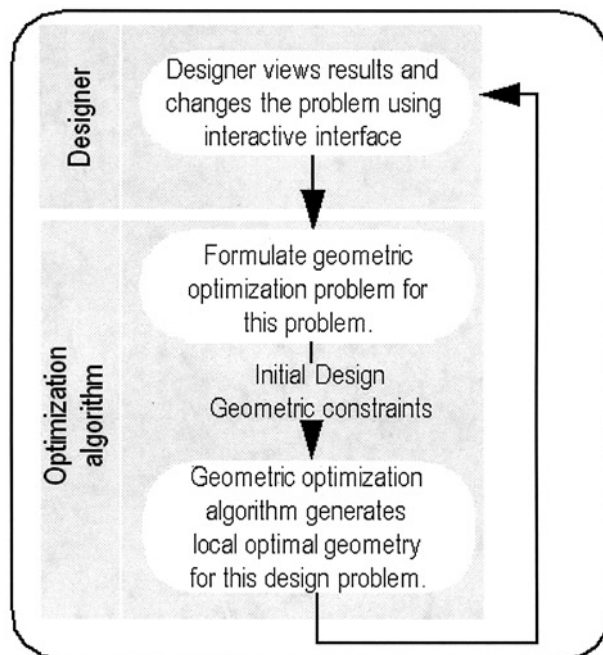 Designer
Designer views results and
changes the problem using
interactive interface
Optimization
algorithm
Formulate geometric
optimization problem for
this problem.
Initial Design
Geometric constraints
Geometric optimization
algorithm generates
local optimal geometry
for this design problem.